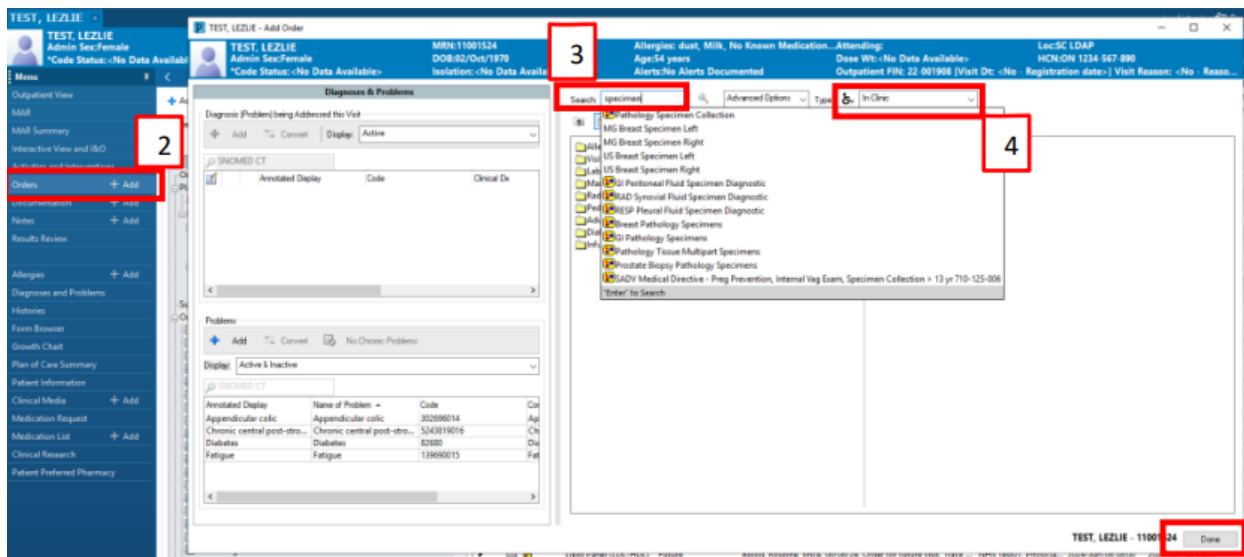 TEST, LEZLIE ×
TEST, LEZLIE
Admin Sex:Female
*Code Status:<No Data Availabl
Menu
Outpatient View
MAR
MAR Summary
Interactive View and I&O
Activities and Interventions
Orders + Add
Documentation + Add
Notes + Add
Results Review
Allergies + Add
Diagnoses and Problems
Histories
Form Browser
Growth Chart
Plan of Care Summary
Patient Information
Clinical Media + Add
Medication Request
Medication List + Add
Clinical Research
Patient Preferred Pharmacy
2
TEST, LEZLIE - Add Order
TEST, LEZLIE
Admin Sex:Female
*Code Status:<No Data Available>
MRN:11001524
DOB:02/Oct/1970
Isolation:<No Data Availa
3
Allergies: dust, Milk, No Known Medication...
Age:54 years
Alerts:No Alerts Documented
Attending:
Dose Wt:<No Data Available>
Outpatient FIN: 22-001908 [Visit Dt: <No - Registration date>] Visit Reason: <No - Reaso...
Loc:SC LDAP
HCN:ON 1234-567-890
Diagnoses & Problems
Diagnosis (Problem) being Addressed this Visit
Add Convert Display: Active
SNOMED CT
Annotated Display Code Clinical Dx
Problems
Add Convert No Chronic Problems
Display: Active & Inactive
SNOMED CT
Annotated Display Name of Problem Code
Appendicular colic Appendicular colic 302696014
Chronic central post-stro... Chronic central post-stro... 5243819016
Diabetes Diabetes 82680
Fatigue Fatigue 139690015
Search: specimen Advanced Options Type: In Clinic
4
Pathology Specimen Collection
MG Breast Specimen Left
MG Breast Specimen Right
US Breast Specimen Left
US Breast Specimen Right
GI Peritoneal Fluid Specimen Diagnostic
RAD Synovial Fluid Specimen Diagnostic
RESP Pleural Fluid Specimen Diagnostic
Breast Pathology Specimens
GI Pathology Specimens
Pathology Tissue Multipart Specimens
Prostate Biopsy Pathology Specimens
SADV Medical Directive - Preg Prevention, Internal Vag Exam, Specimen Collection > 13 yr 710-125-006
"Enter" to Search
TEST, LEZLIE - 11001524 Done